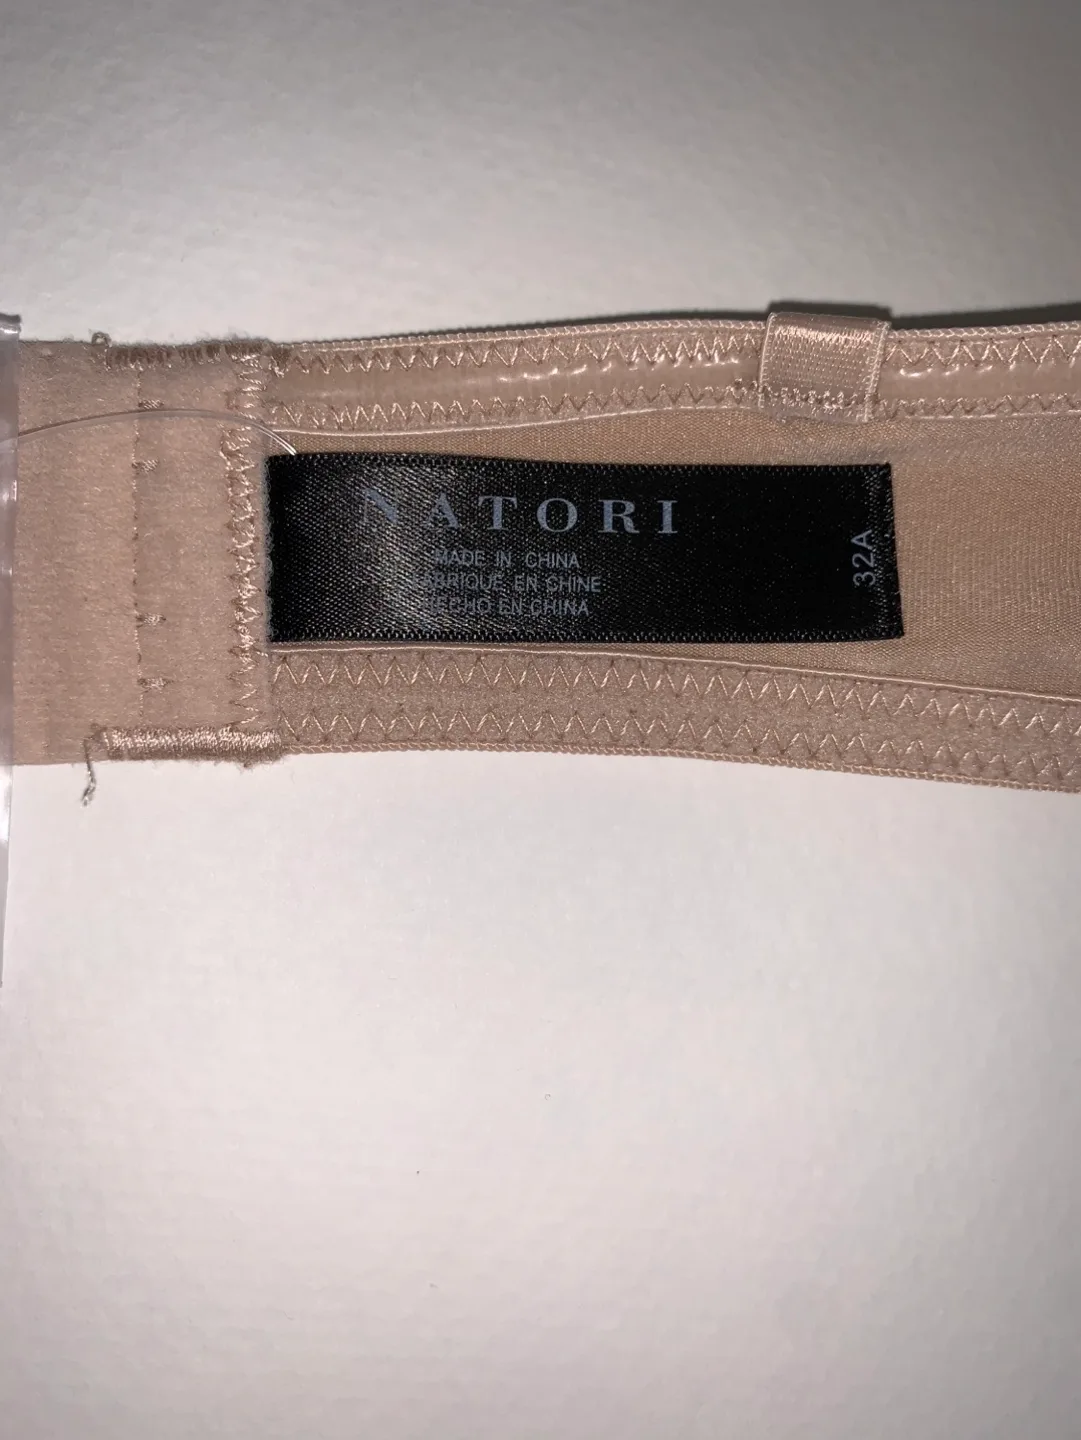 NATORI
MADE IN CHINA
FABRIQUE EN CHINE
HECHO EN CHINA
32A